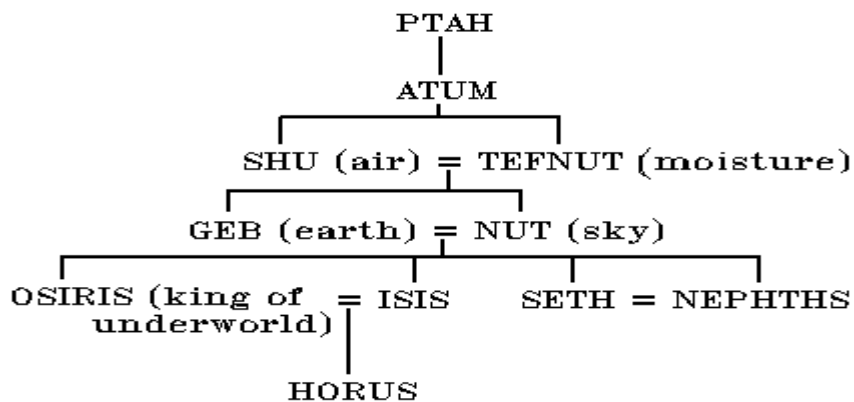 PTAH
ATUM
SHU (air) = TEFNUT (moisture)
GEB (earth) = NUT (sky)
OSIRIS (king of underworld) = ISIS SETH = NEPHTHS
HORUS